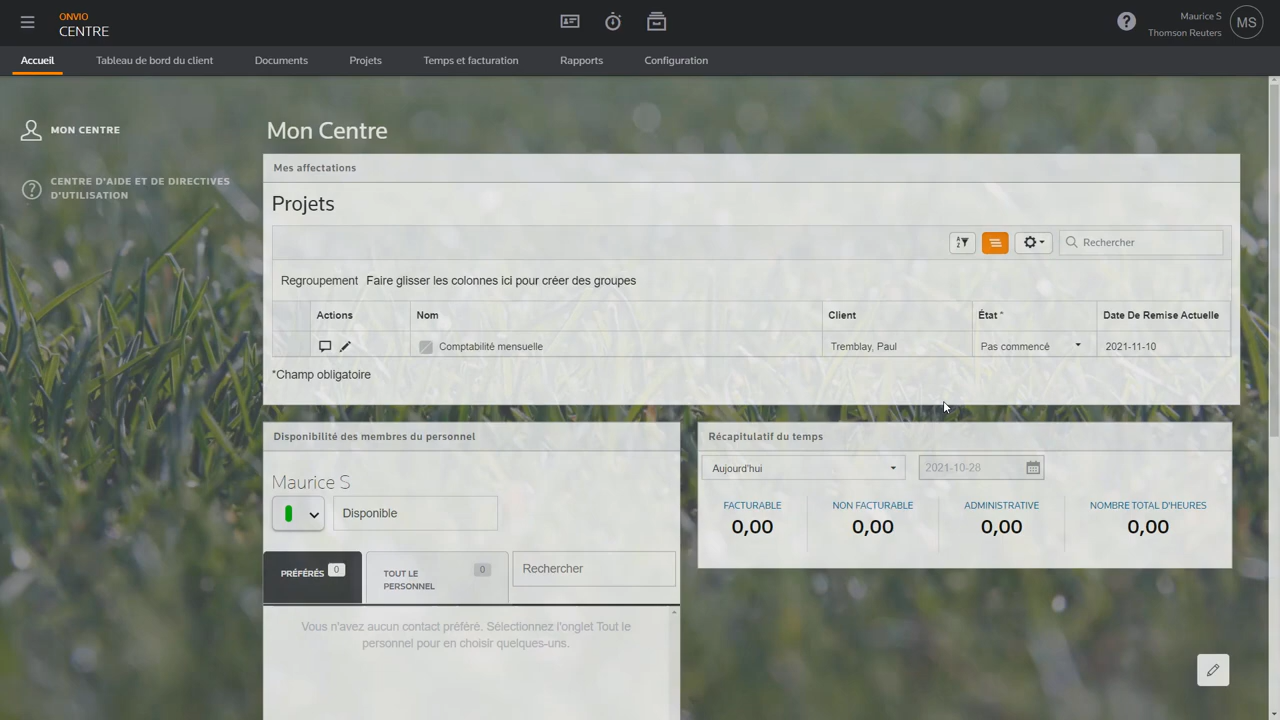 ONVIO
CENTRE
Maurice S
Thomson Reuters
MS
Accueil
Tableau de bord du client
Documents
Projets
Temps et facturation
Rapports
Configuration
MON CENTRE
CENTRE D'AIDE ET DE DIRECTIVES
D'UTILISATION
Mon Centre
Mes affectations
Projets
Rechercher
Regroupement Faire glisser les colonnes ici pour créer des groupes
Actions Nom Client État * Date De Remise Actuelle
Comptabilité mensuelle Tremblay, Paul Pas commencé 2021-11-10
*Champ obligatoire
Disponibilité des membres du personnel
Maurice S
Disponible
PRÉFÉRÉS 0
TOUT LE
PERSONNEL
0
Rechercher
Vous n'avez aucun contact préféré. Sélectionnez l'onglet Tout le
personnel pour en choisir quelques-uns.
Récapitulatif du temps
Aujourd'hui
2021-10-28
FACTURABLE NON FACTURABLE ADMINISTRATIVE NOMBRE TOTAL D'HEURES
0,00 0,00 0,00 0,00